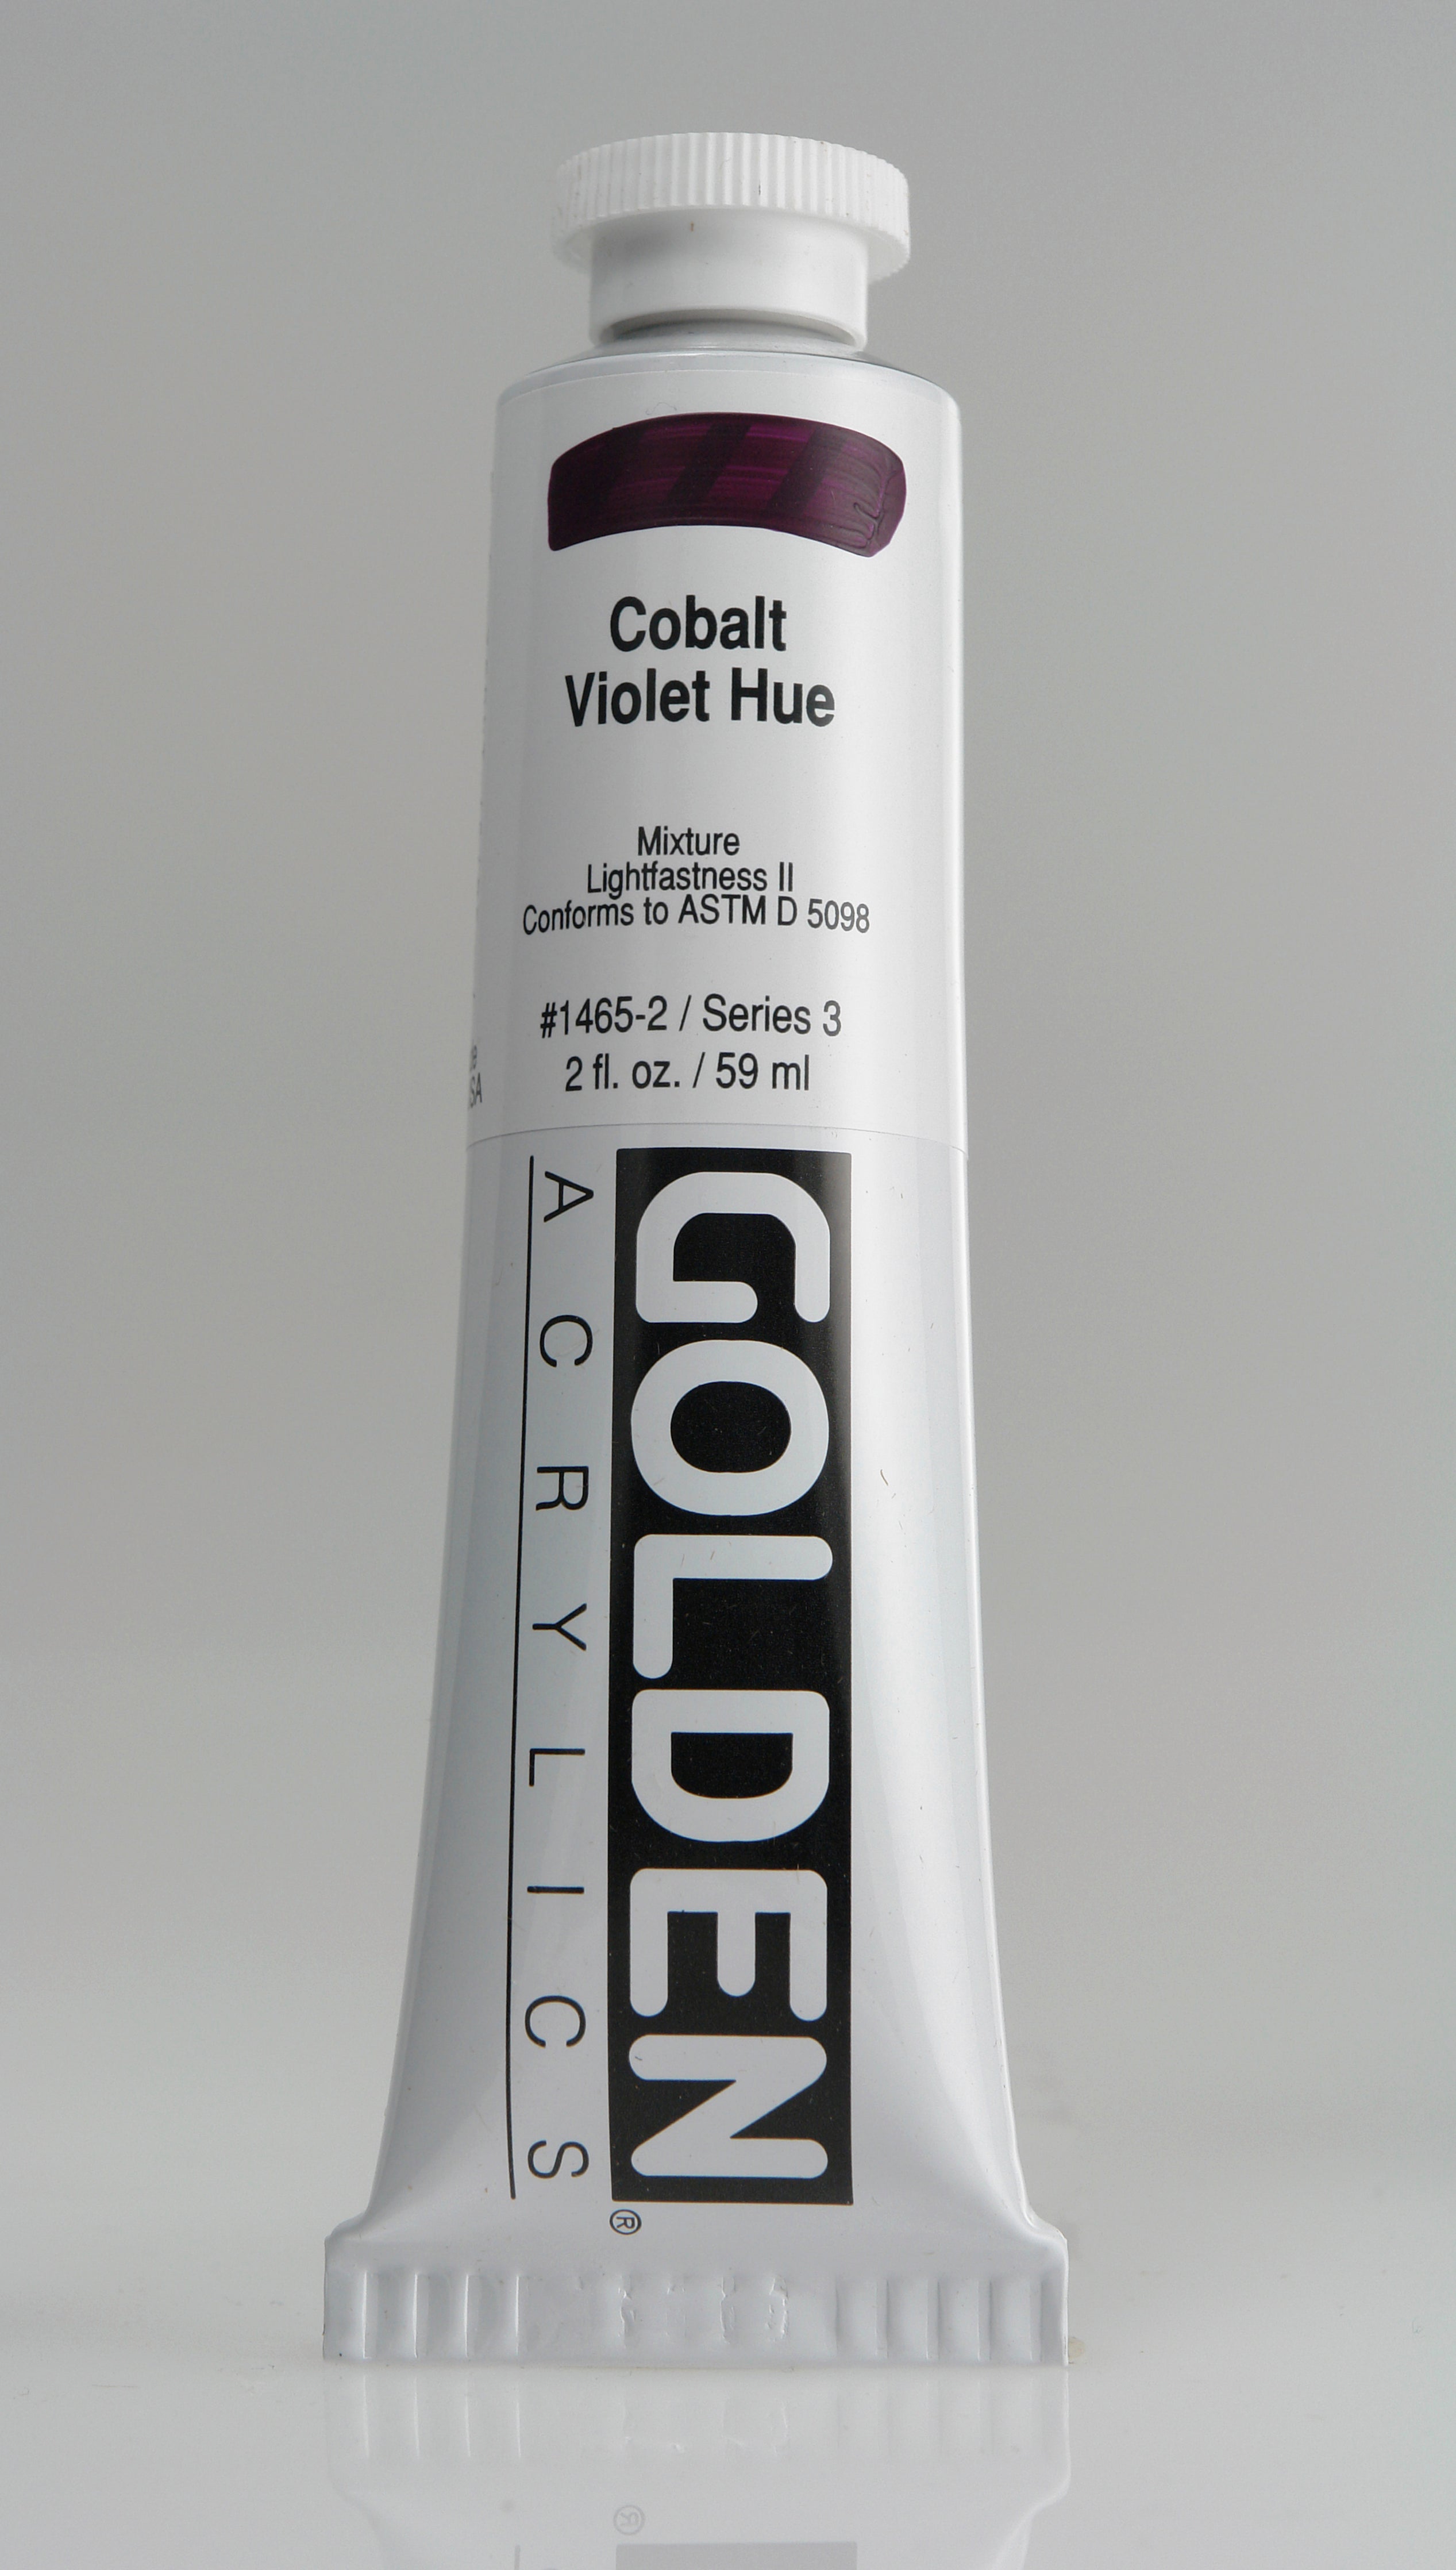 Cobalt
Violet Hue
Mixture
Lightfastness II
Conforms to ASTM D 5098
#1465-2 / Series 3
2 fl. oz. / 59 ml
GOLDEN®
ACRYLICS